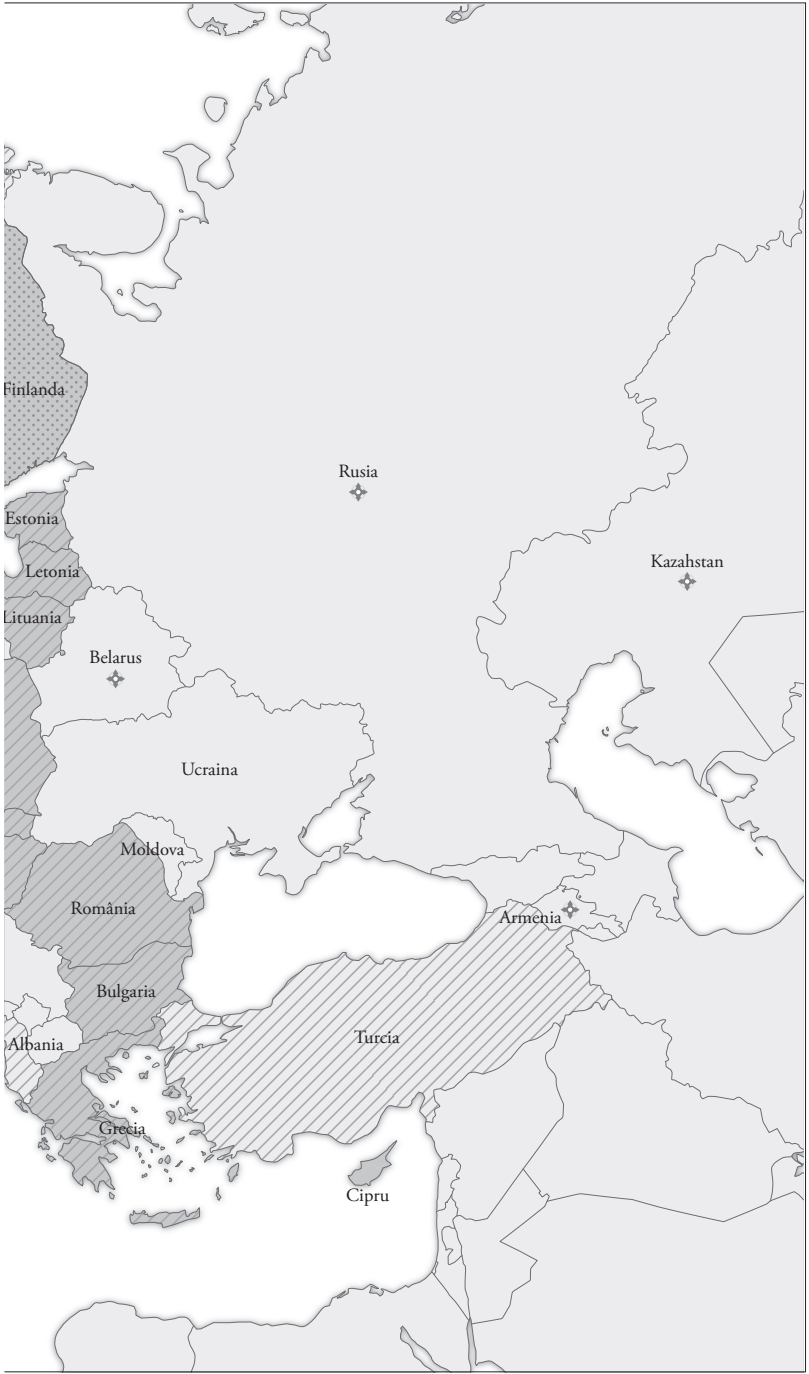 Finlanda
Rusia
Estonia
Kazahstan
Letonia
Lituania
Belarus
Ucraina
Moldova
România
Armenia
Bulgaria
Turcia
Albania
Grecia
Cipru